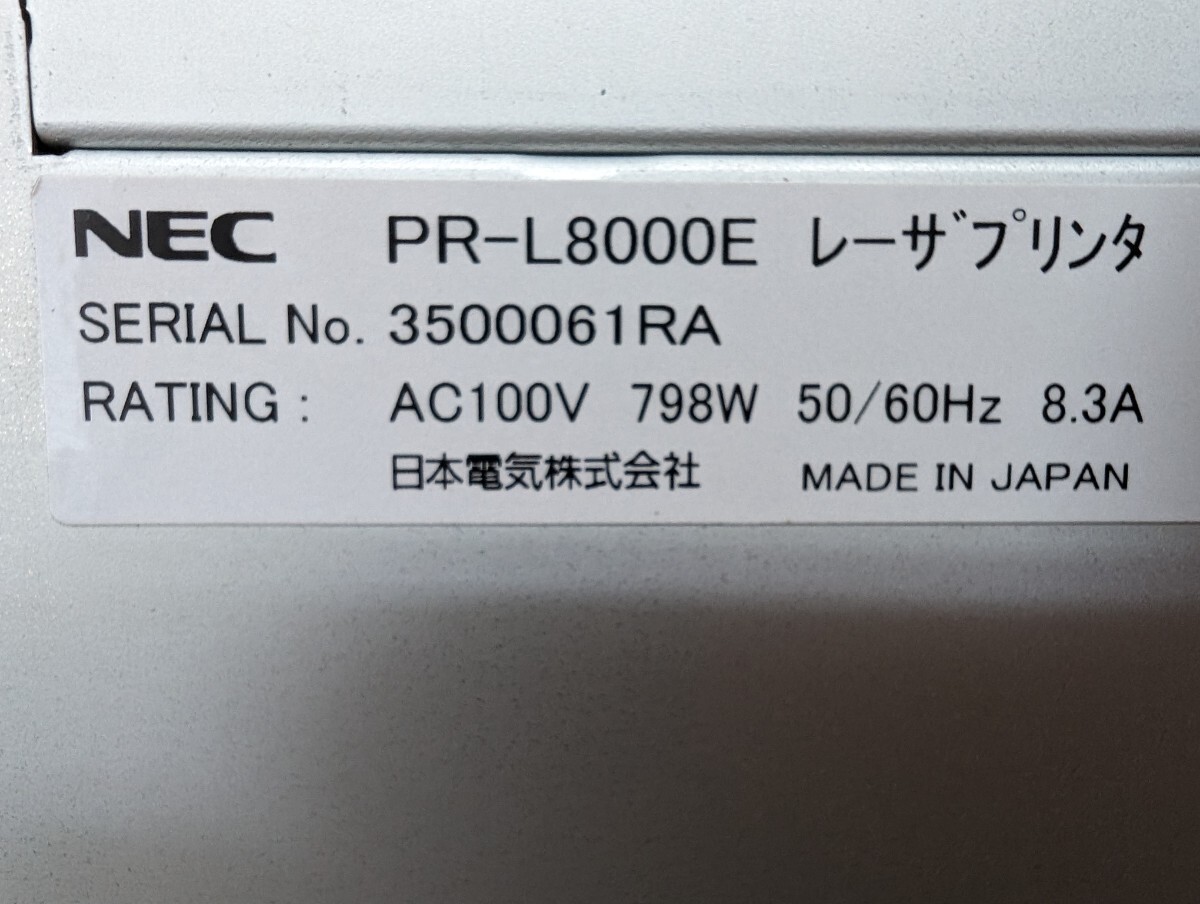 NEC PR-L8000E レーザプリンタ
SERIAL No. 3500061RA
RATING : AC100V 798W 50/60Hz 8.3A
日本電気株式会社 MADE IN JAPAN